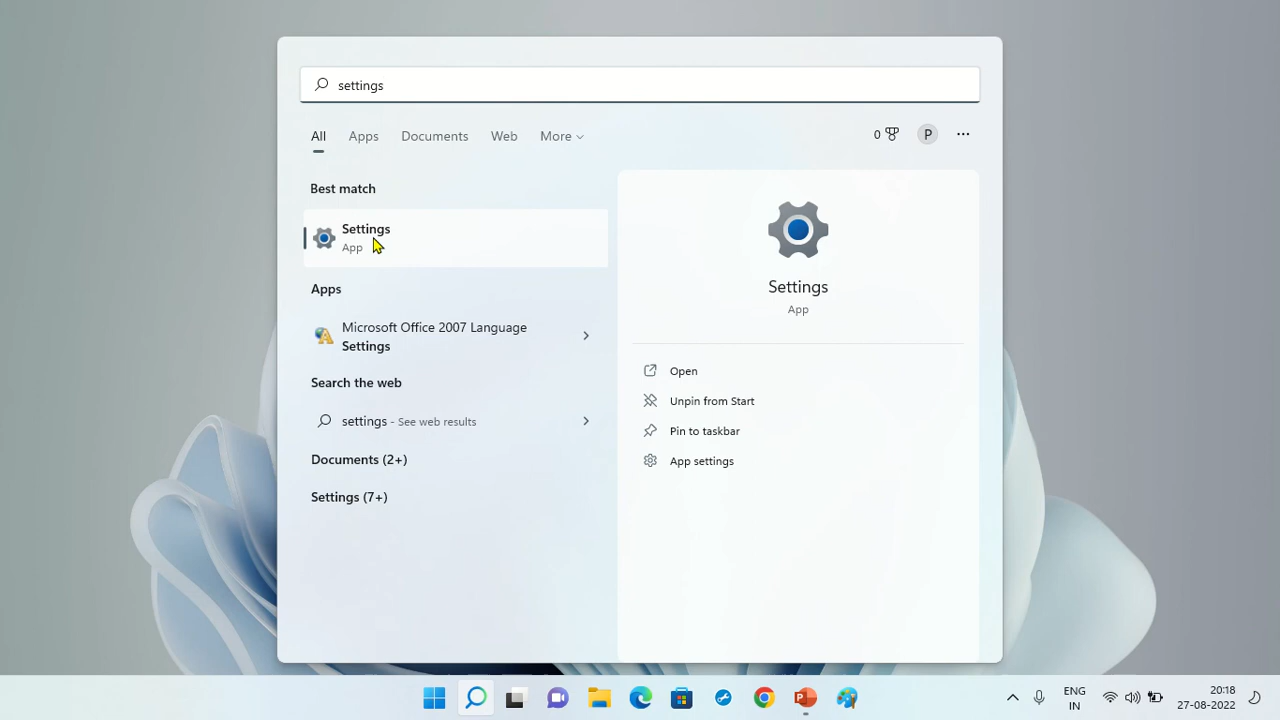 settings
All Apps Documents Web More
0 P ...
Best match
Settings
App
Apps
Microsoft Office 2007 Language
Settings
Search the web
settings - See web results
Documents (2+)
Settings (7+)
Settings
App
Open
Unpin from Start
Pin to taskbar
App settings
ENG
IN
20:18
27-08-2022